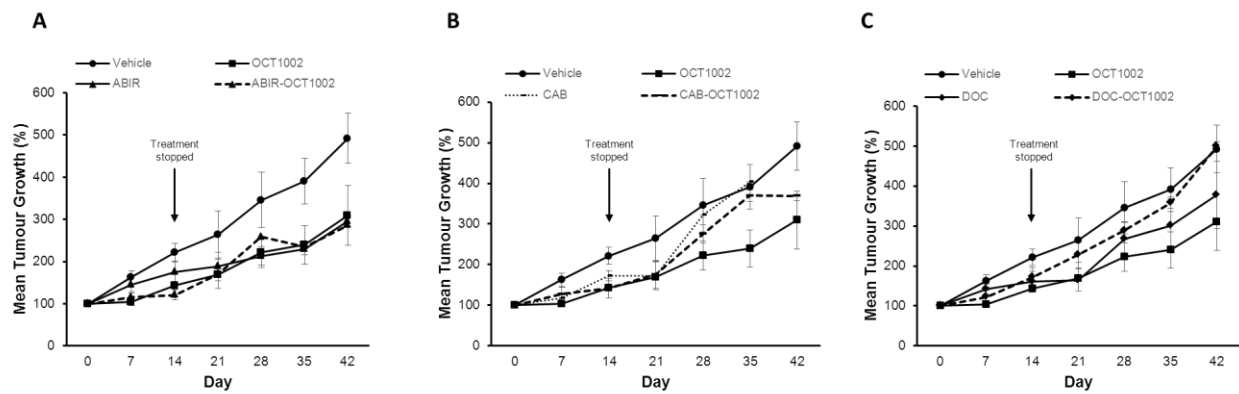 A
Vehicle OCT1002
ABIR ABIR-OCT1002
600
500
400
300
200
100
0
Mean Tumour Growth (%)
Treatment
stopped
0 7 14 21 28 35 42
Day
B
Vehicle OCT1002
CAB CAB-OCT1002
600
500
400
300
200
100
0
Mean Tumour Growth (%)
Treatment
stopped
0 7 14 21 28 35 42
Day
C
Vehicle OCT1002
DOC DOC-OCT1002
600
500
400
300
200
100
0
Mean Tumour Growth (%)
Treatment
stopped
0 7 14 21 28 35 42
Day